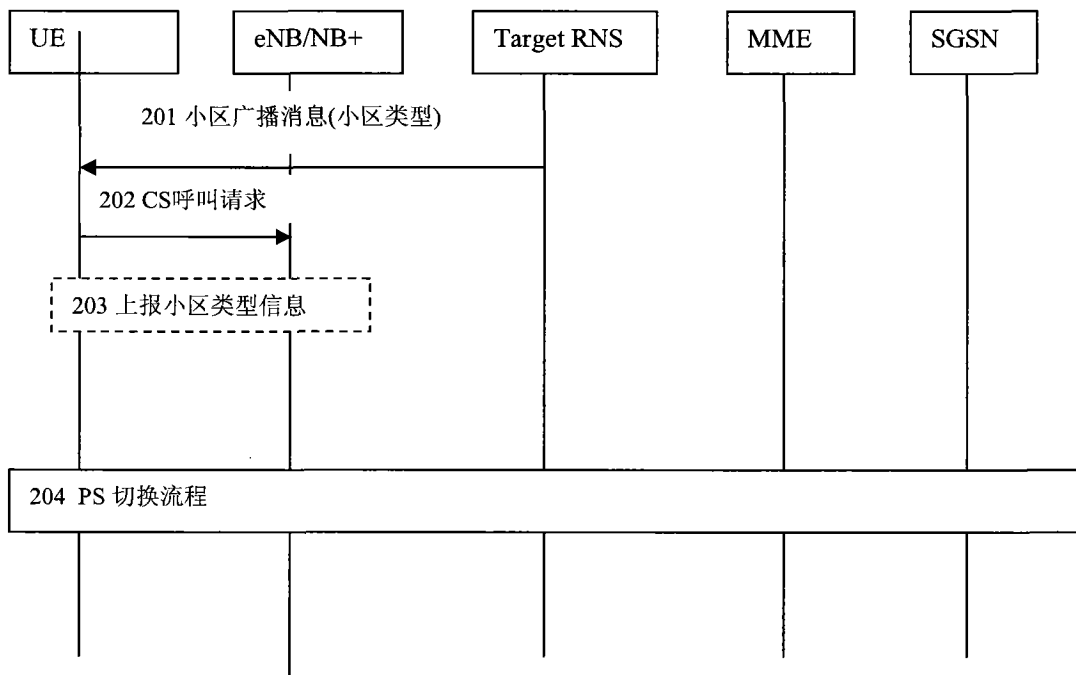 UE
eNB/NB+
Target RNS
MME
SGSN
201 小区广播消息(小区类型)
202 CS呼叫请求
203 上报小区类型信息
204 PS 切换流程